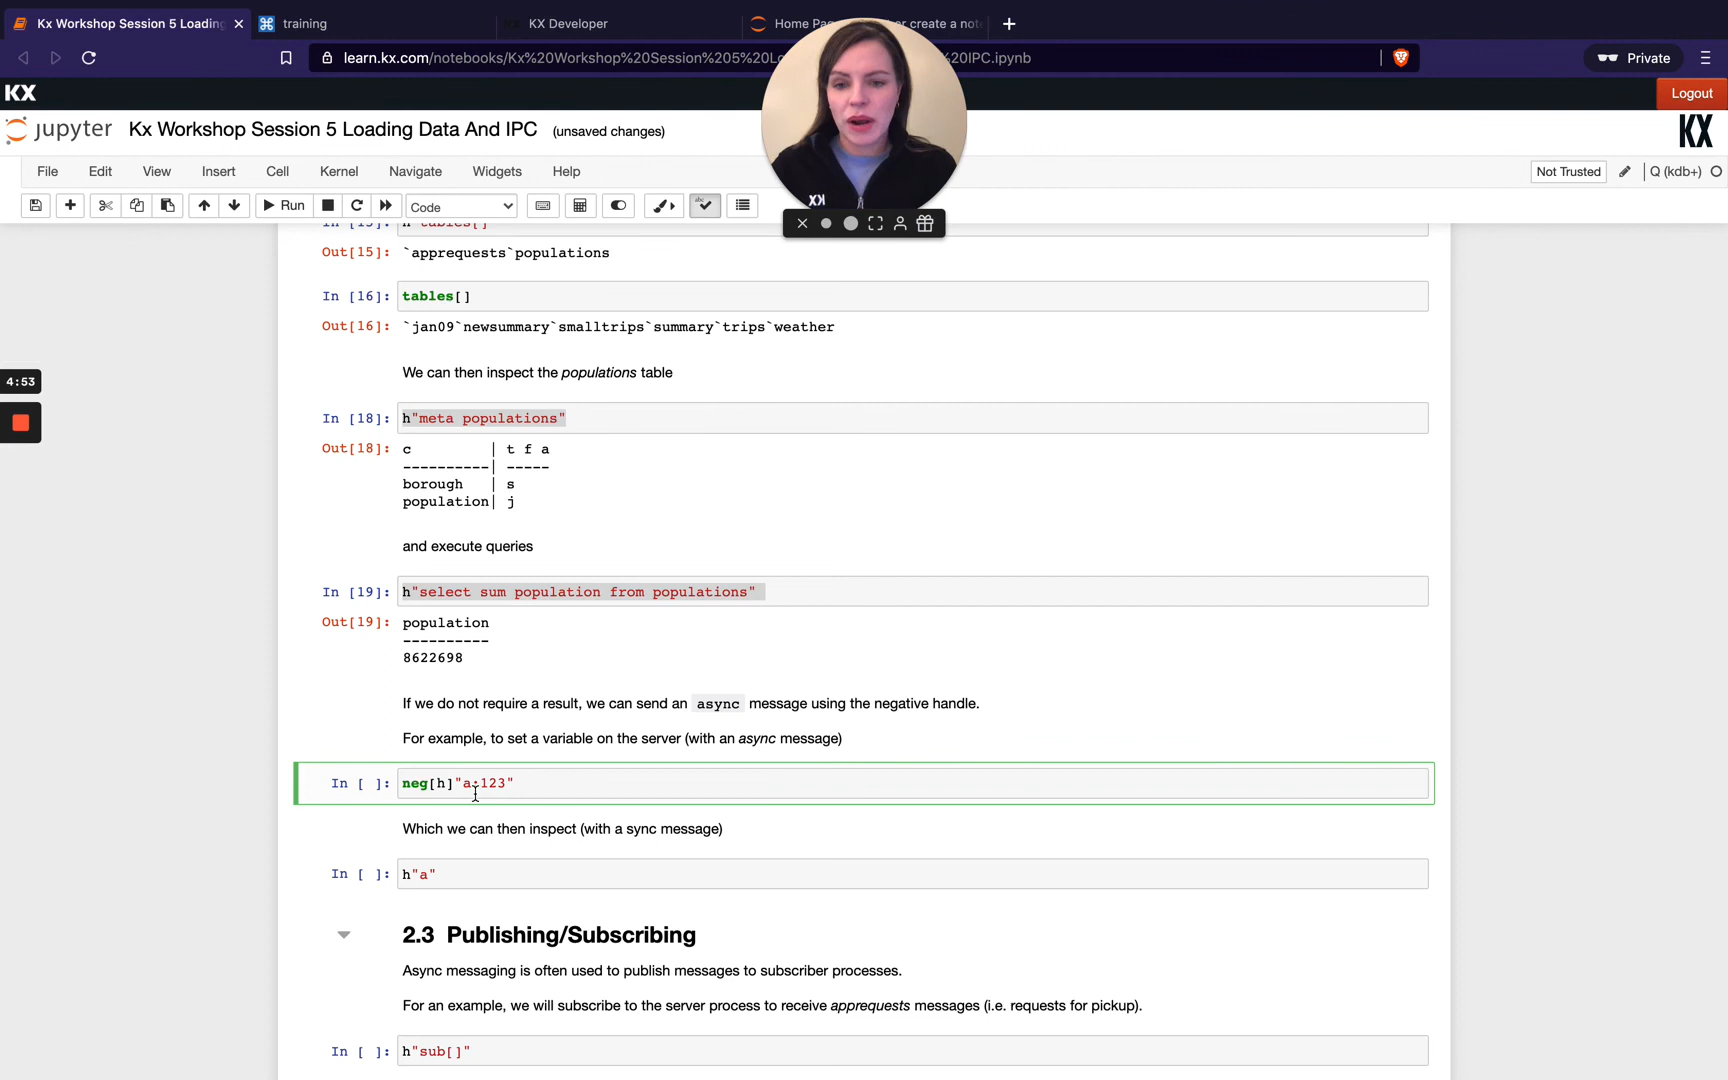 Kx Workshop Session 5 Loading
training
KX Developer
Home Pa
er create a not
learn.kx.com/notebooks/Kx%20Workshop%20Session%205%20Lo
%20IPC.ipynb
Private
KX
Logout
jupyter Kx Workshop Session 5 Loading Data And IPC (unsaved changes)
KX
File Edit View Insert Cell Kernel Navigate Widgets Help
Not Trusted
Q (kdb+)
Run
Code
KX
In [15]: h"tables[]"
Out[15]: `apprequests`populations
In [16]: tables[]
Out[16]: `jan09`newsummary`smalltrips`summary`trips`weather
4:53
We can then inspect the populations table
In [18]: h"meta populations"
Out[18]: c | t f a
----------| -----
borough | s
population| j
and execute queries
In [19]: h"select sum population from populations"
Out[19]: population
----------
8622698
If we do not require a result, we can send an async message using the negative handle.
For example, to set a variable on the server (with an async message)
In [ ]: neg[h]"a:123"
Which we can then inspect (with a sync message)
In [ ]: h"a"
2.3 Publishing/Subscribing
Async messaging is often used to publish messages to subscriber processes.
For an example, we will subscribe to the server process to receive apprequests messages (i.e. requests for pickup).
In [ ]: h"sub[]"